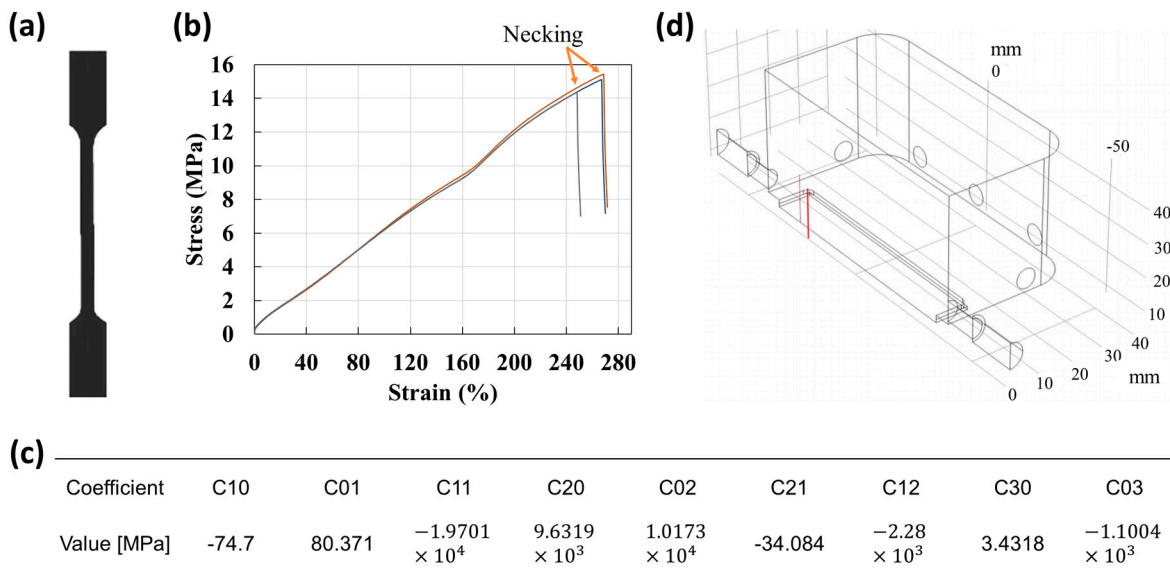 (a)
(b)
Necking
16
14
12
10
8
6
4
2
0
Stress (MPa)
0 40 80 120 160 200 240 280
Strain (%)
(d)
mm
0
-50
40
30
20
10
0
40
30
20
10
0
mm
(c)
Coefficient C10 C01 C11 C20 C02 C21 C12 C30 C03
Value [MPa] -74.7 80.371 −1.9701 × 10⁴ 9.6319 × 10³ 1.0173 × 10⁴ -34.084 −2.28 × 10³ 3.4318 −1.1004 × 10³